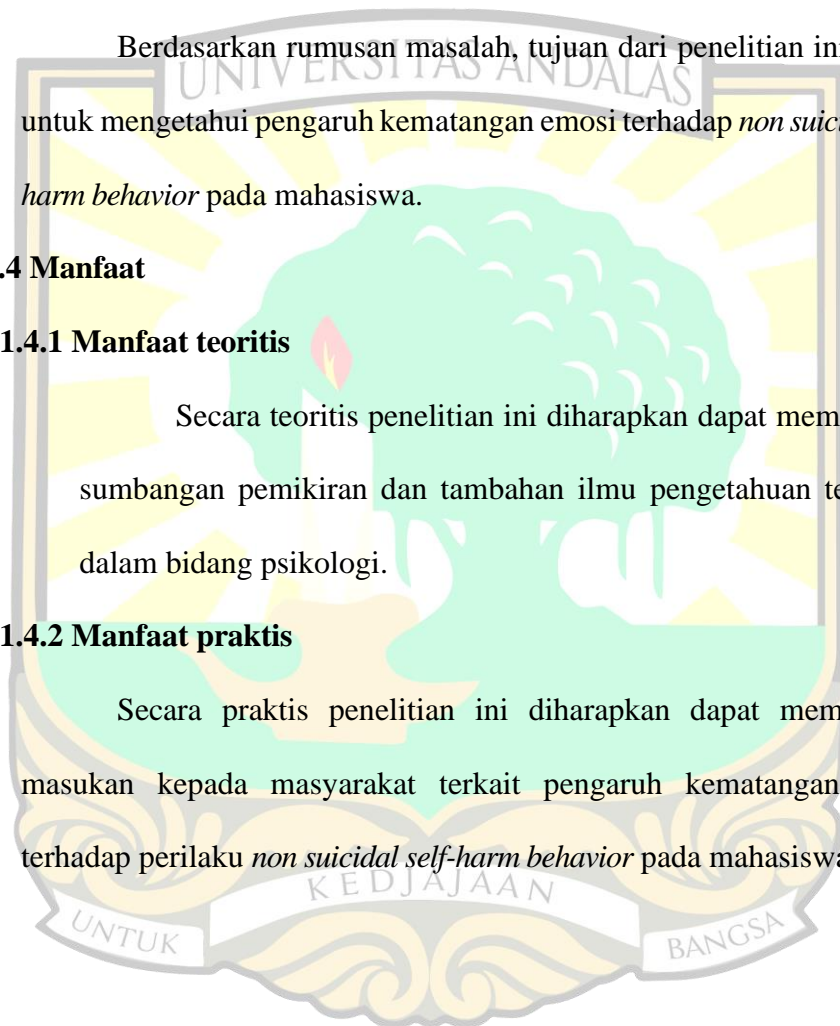 Berdasarkan rumusan masalah, tujuan dari penelitian ini
UNIVERSITAS ANDALAS
untuk mengetahui pengaruh kematangan emosi terhadap non suic
harm behavior pada mahasiswa.
.4 Manfaat
1.4.1 Manfaat teoritis
Secara teoritis penelitian ini diharapkan dapat mem
sumbangan pemikiran dan tambahan ilmu pengetahuan te
dalam bidang psikologi.
1.4.2 Manfaat praktis
Secara praktis penelitian ini diharapkan dapat mem
masukan kepada masyarakat terkait pengaruh kematangan
terhadap perilaku non suicidal self-harm behavior pada mahasiswa
KEDJAJAAN
UNTUK
BANGSA